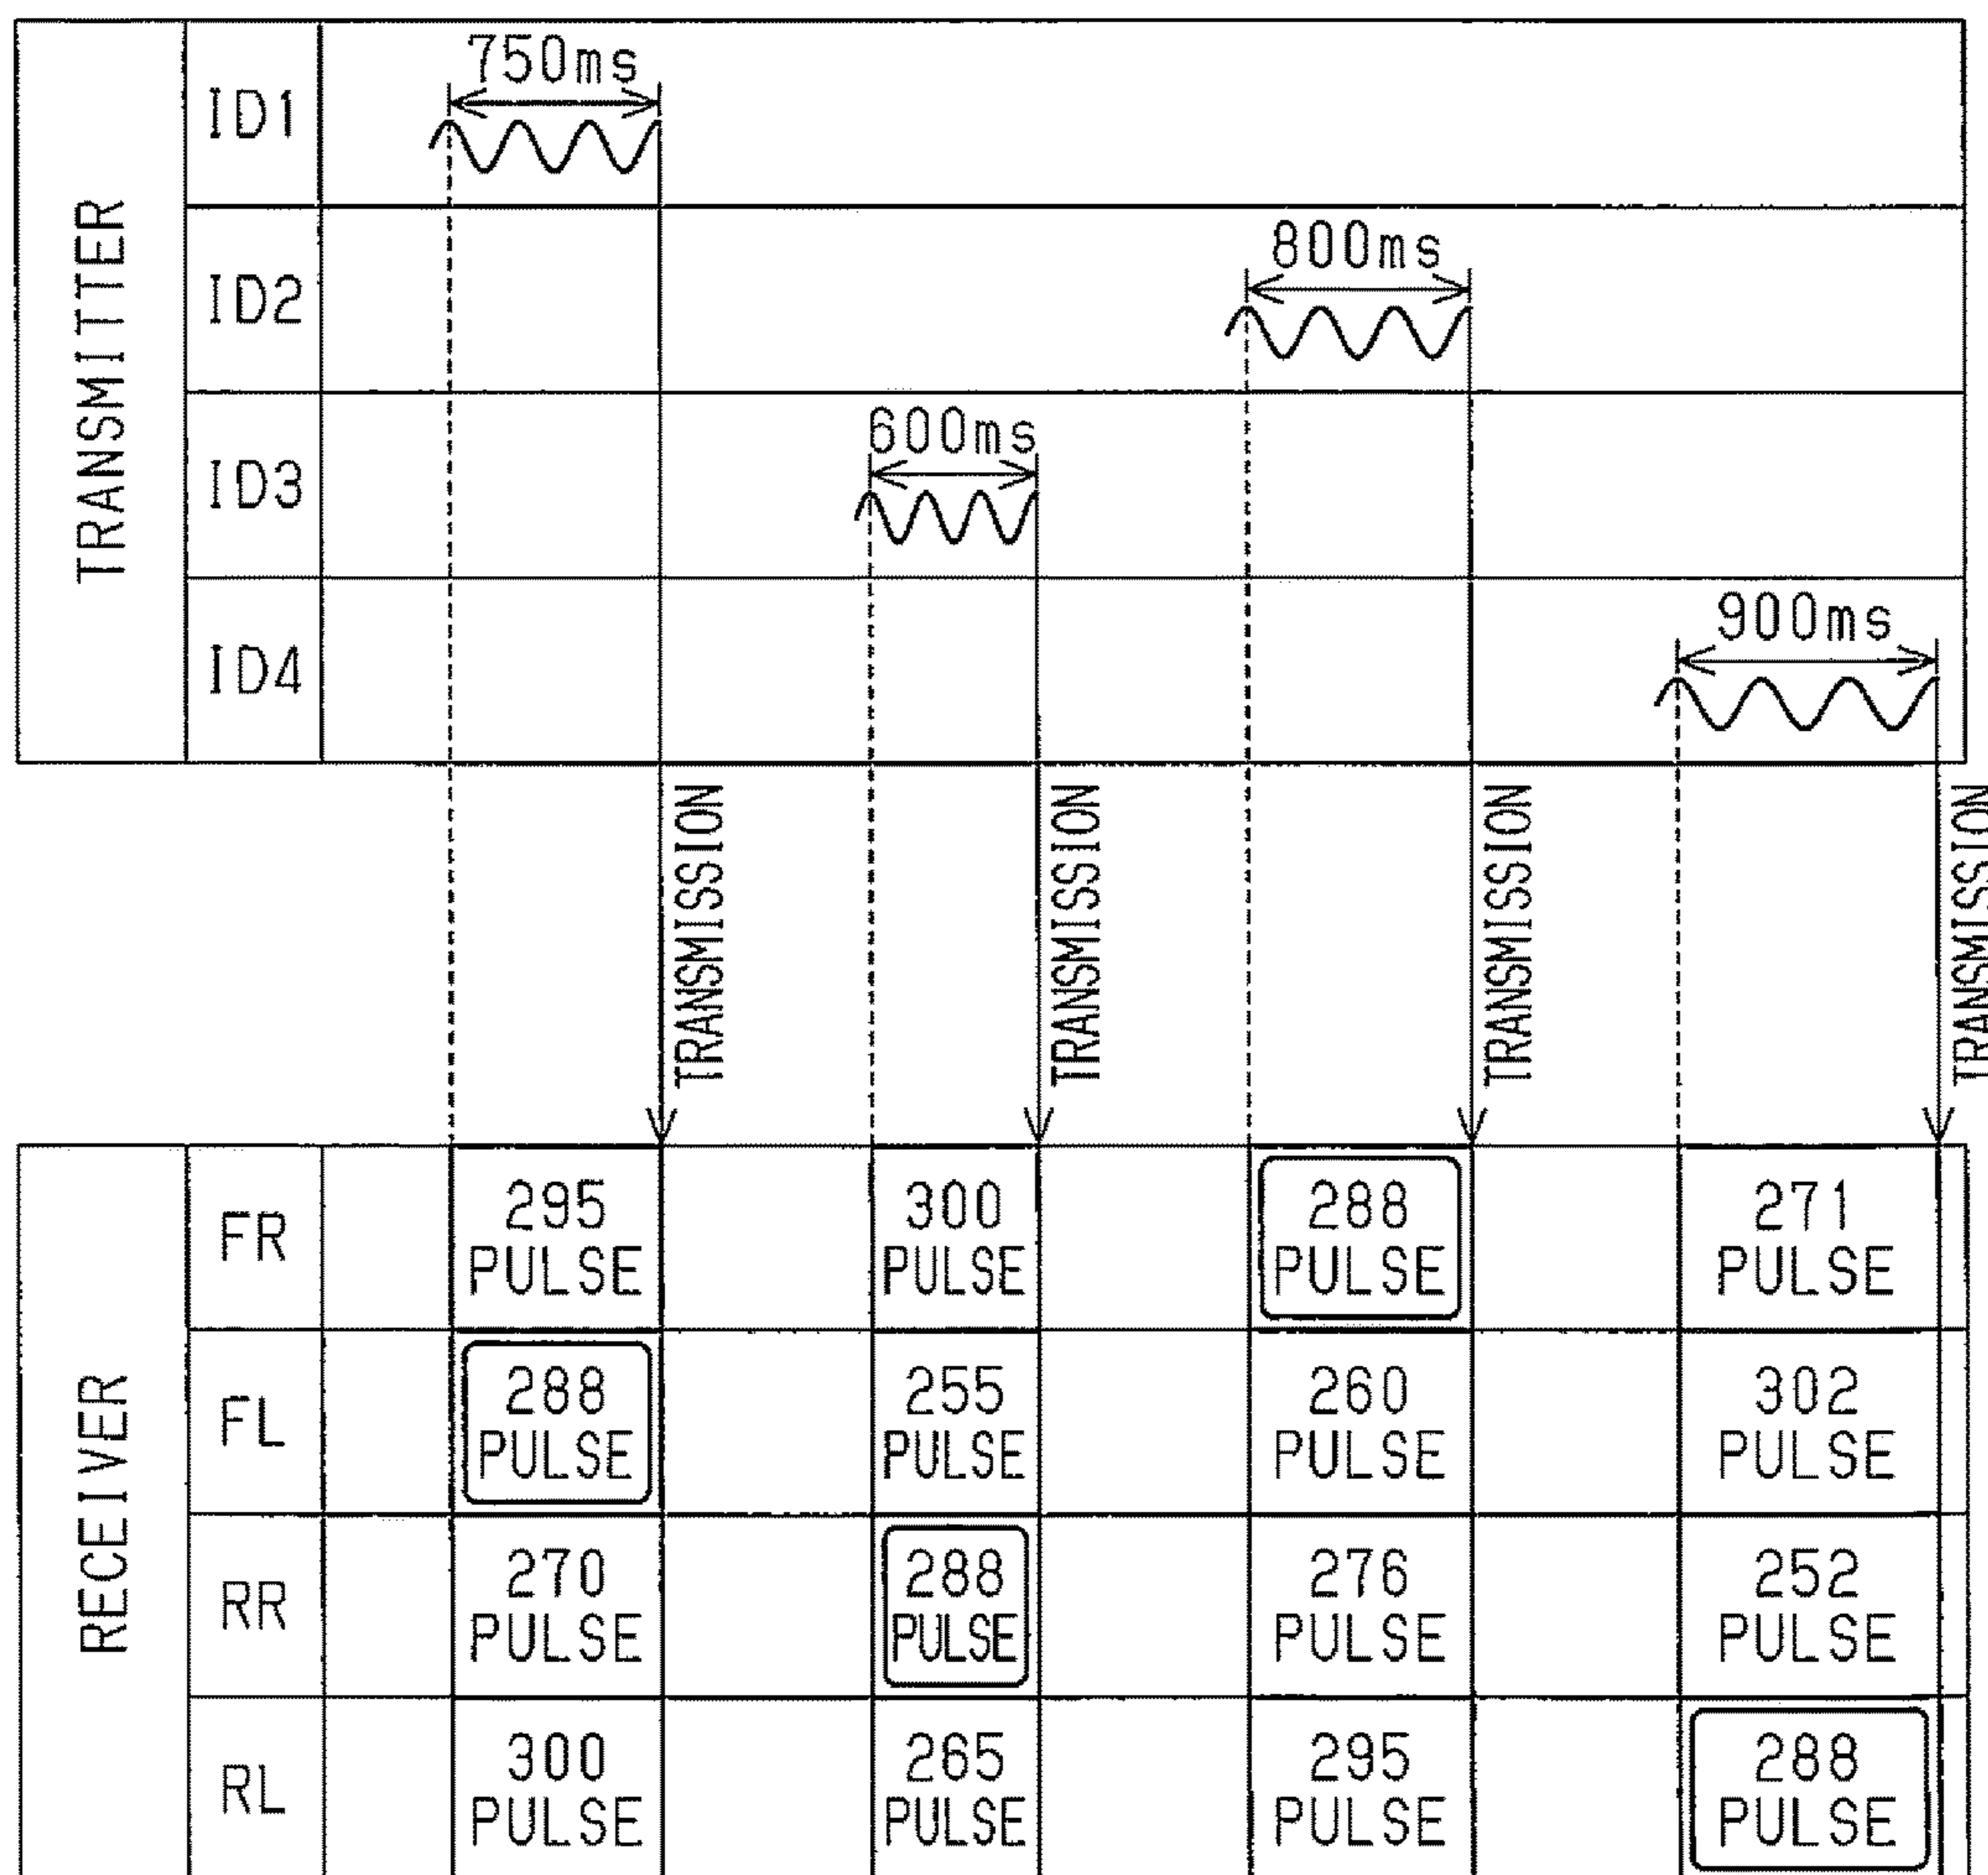 TRANSMITTER
ID1
750ms
ID2
800ms
ID3
600ms
ID4
900ms
TRANSMISSION
TRANSMISSION
TRANSMISSION
TRANSMISSION
RECEIVER
FR
295
PULSE
300
PULSE
288
PULSE
271
PULSE
FL
288
PULSE
255
PULSE
260
PULSE
302
PULSE
RR
270
PULSE
288
PULSE
276
PULSE
252
PULSE
RL
300
PULSE
265
PULSE
295
PULSE
288
PULSE